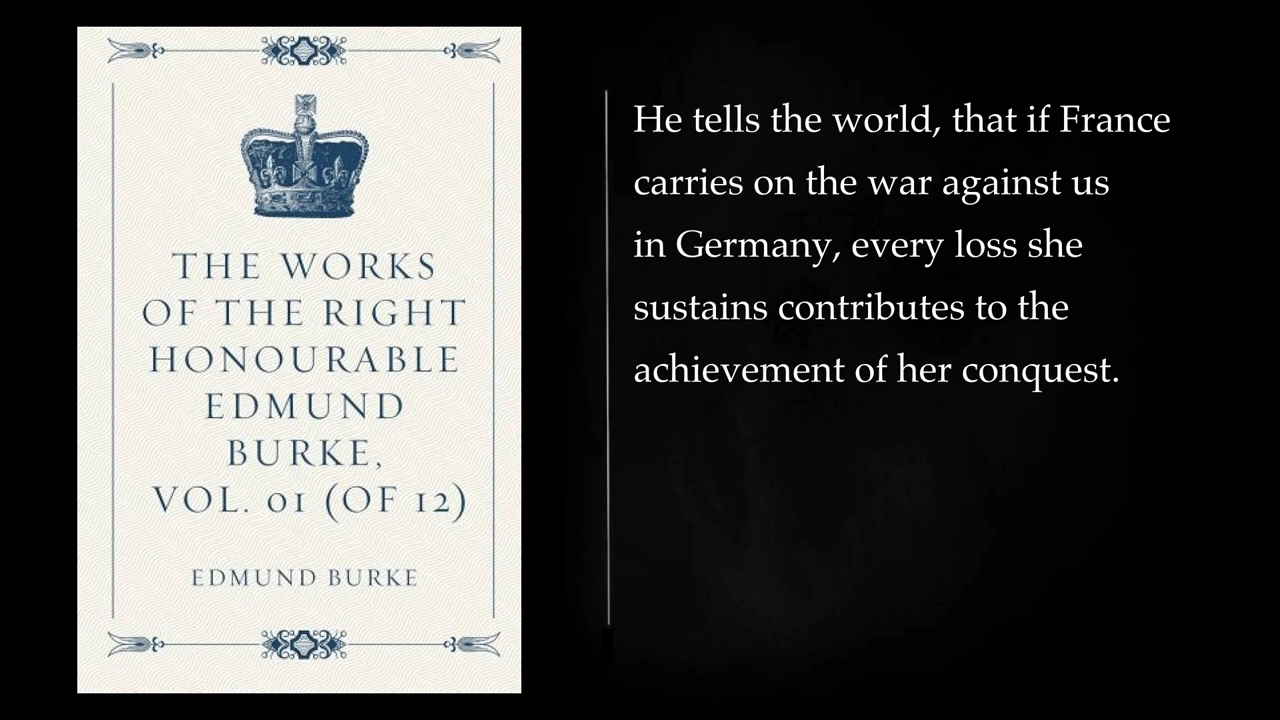 THE WORKS
OF THE RIGHT
HONOURABLE
EDMUND
BURKE,
VOL. 01 (OF 12)
EDMUND BURKE
He tells the world, that if France
carries on the war against us
in Germany, every loss she
sustains contributes to the
achievement of her conquest.